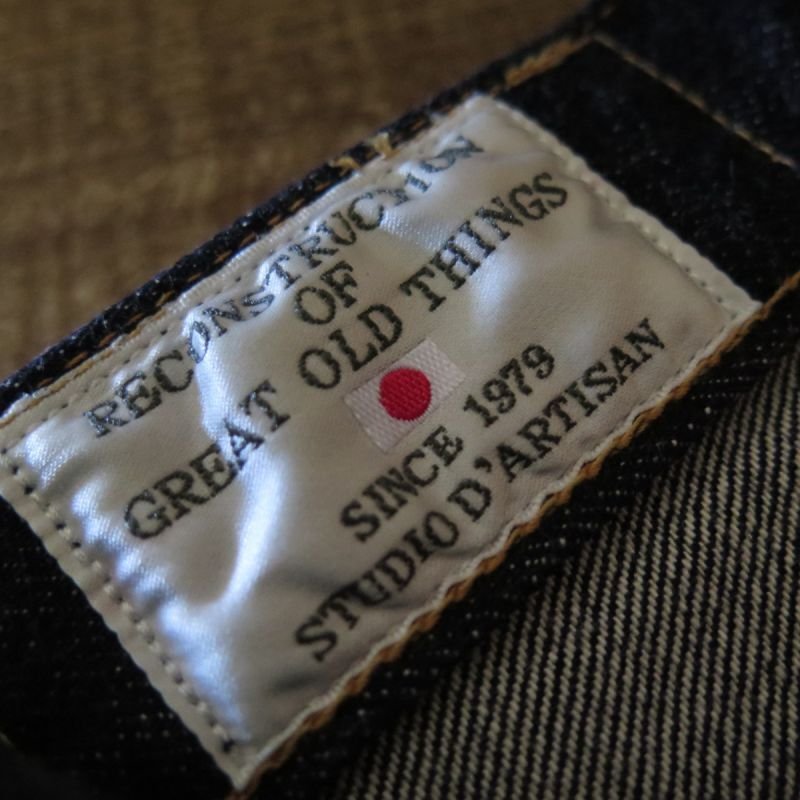 RECONSTRUCTION
OF
GREAT OLD THINGS
SINCE 1979
STUDIO D'ARTISAN